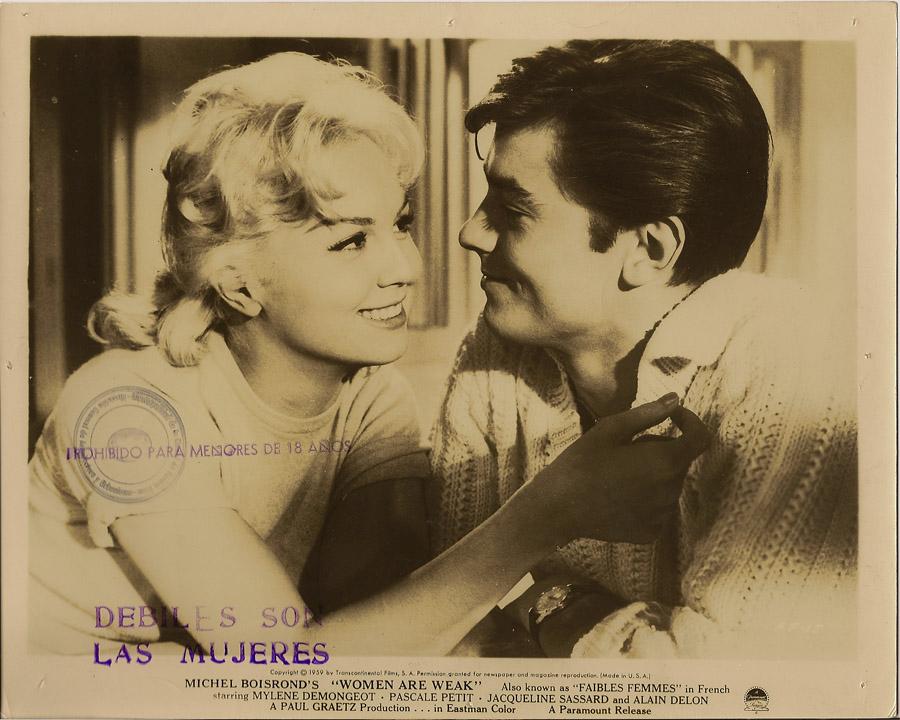 PROHIBIDO PARA MENORES DE 18 AÑOS
DEBILES SON
LAS MUJERES
Copyright © 1959 by Transcontinental Films, S. A. Permission granted for newspaper and magazine reproduction. (Made in U. S. A.)
MICHEL BOISROND'S "WOMEN ARE WEAK" Also known as "FAIBLES FEMMES" in French
starring MYLENE DEMONGEOT · PASCALE PETIT · JACQUELINE SASSARD and ALAIN DELON
A PAUL GRAETZ Production . . . in Eastman Color A Paramount Release